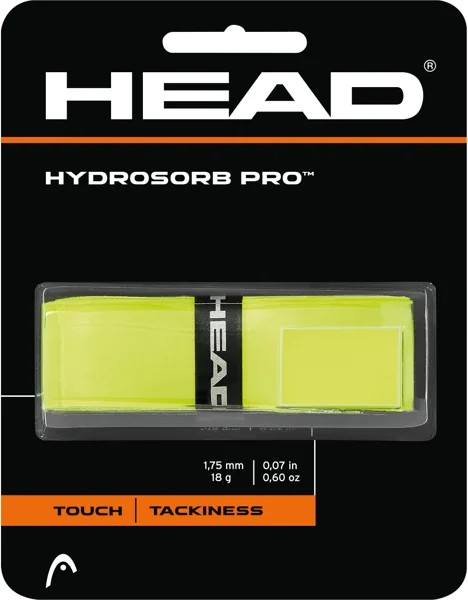 HEAD®
HYDROSORB PRO™
HEAD
1,75 mm | 0,07 in
18 g | 0,60 oz
TOUCH | TACKINESS